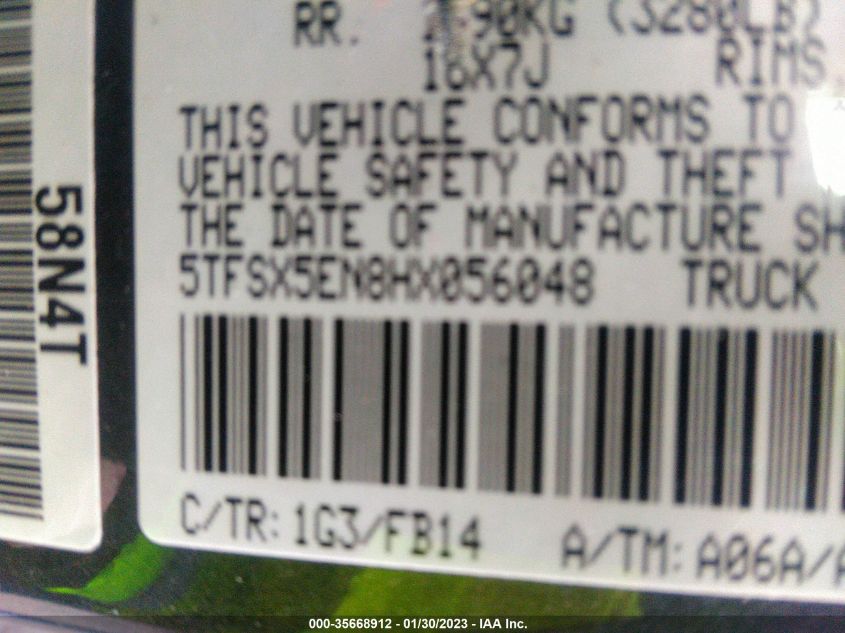 RR. 1490KG (3280LB)
16X7J RIMS
THIS VEHICLE CONFORMS TO
VEHICLE SAFETY AND THEFT
THE DATE OF MANUFACTURE SH
5TFSX5EN8HX056048 TRUCK
C/TR: 1G3/FB14 A/TM: A06A/A
58N4T
000-35668912 - 01/30/2023 - IAA Inc.